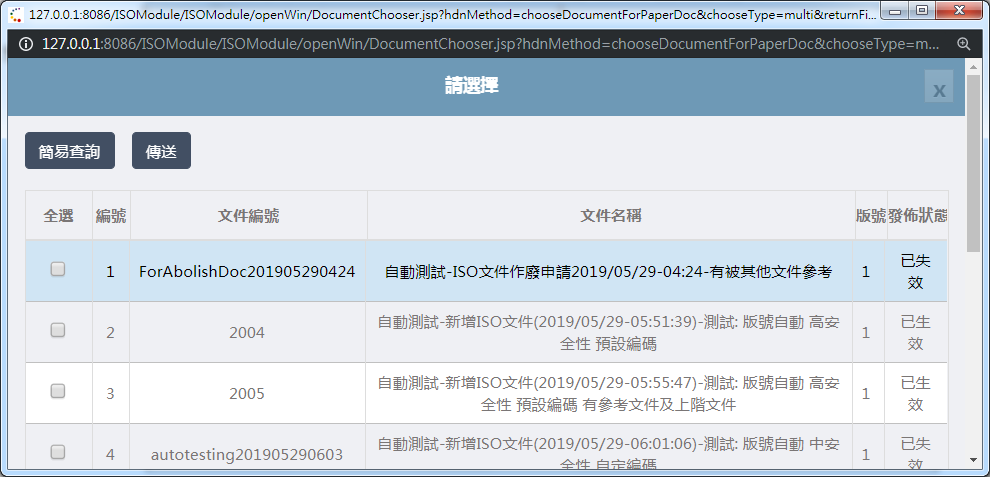 127.0.0.1:8086/ISOModule/ISOModule/openWin/DocumentChooser.jsp?hdnMethod=chooseDocumentForPaperDoc&chooseType=multi&returnFi...
127.0.0.1:8086/ISOModule/ISOModule/openWin/DocumentChooser.jsp?hdnMethod=chooseDocumentForPaperDoc&chooseType=m...
請選擇
x
簡易查詢 傳送
全選 編號 文件編號 文件名稱 版號 發佈狀態
1 ForAbolishDoc201905290424 自動測試-ISO文件作廢申請2019/05/29-04:24-有被其他文件參考 1 已失
效
2 2004 自動測試-新增ISO文件(2019/05/29-05:51:39)-測試: 版號自動 高安 1 已生
全性 預設編碼 效
3 2005 自動測試-新增ISO文件(2019/05/29-05:55:47)-測試: 版號自動 高安 1 已生
全性 預設編碼 有參考文件及上階文件 效
4 autotesting201905290603 自動測試-新增ISO文件(2019/05/29-06:01:06)-測試: 版號自動 中安 1 已失
全性 自定編碼 效